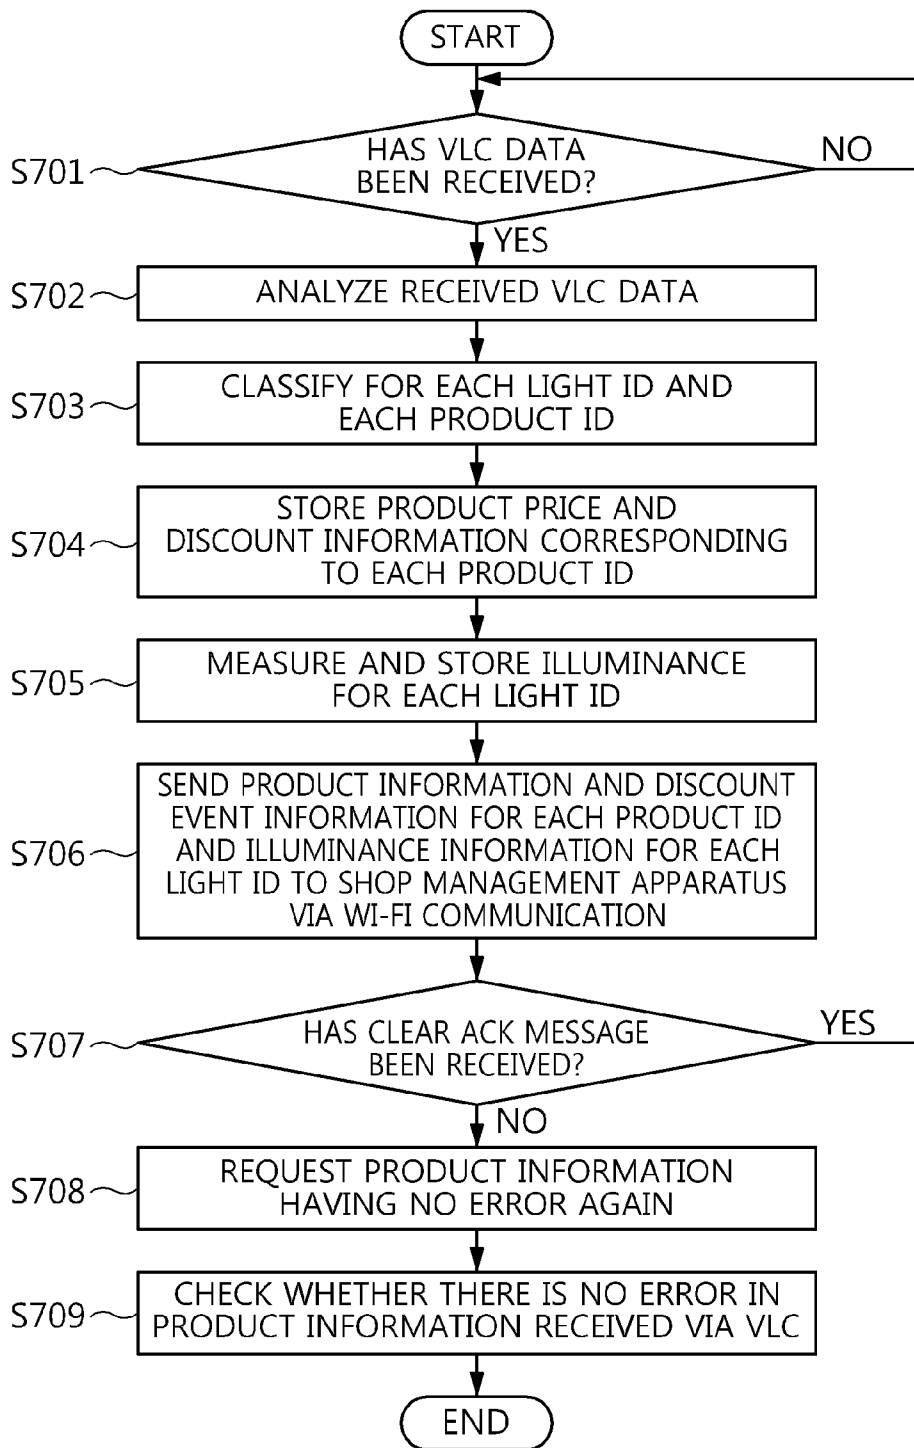 START
S701
HAS VLC DATA
BEEN RECEIVED?
NO
YES
S702
ANALYZE RECEIVED VLC DATA
S703
CLASSIFY FOR EACH LIGHT ID AND
EACH PRODUCT ID
S704
STORE PRODUCT PRICE AND
DISCOUNT INFORMATION CORRESPONDING
TO EACH PRODUCT ID
S705
MEASURE AND STORE ILLUMINANCE
FOR EACH LIGHT ID
S706
SEND PRODUCT INFORMATION AND DISCOUNT
EVENT INFORMATION FOR EACH PRODUCT ID
AND ILLUMINANCE INFORMATION FOR EACH
LIGHT ID TO SHOP MANAGEMENT APPARATUS
VIA WI-FI COMMUNICATION
S707
HAS CLEAR ACK MESSAGE
BEEN RECEIVED?
YES
NO
S708
REQUEST PRODUCT INFORMATION
HAVING NO ERROR AGAIN
S709
CHECK WHETHER THERE IS NO ERROR IN
PRODUCT INFORMATION RECEIVED VIA VLC
END